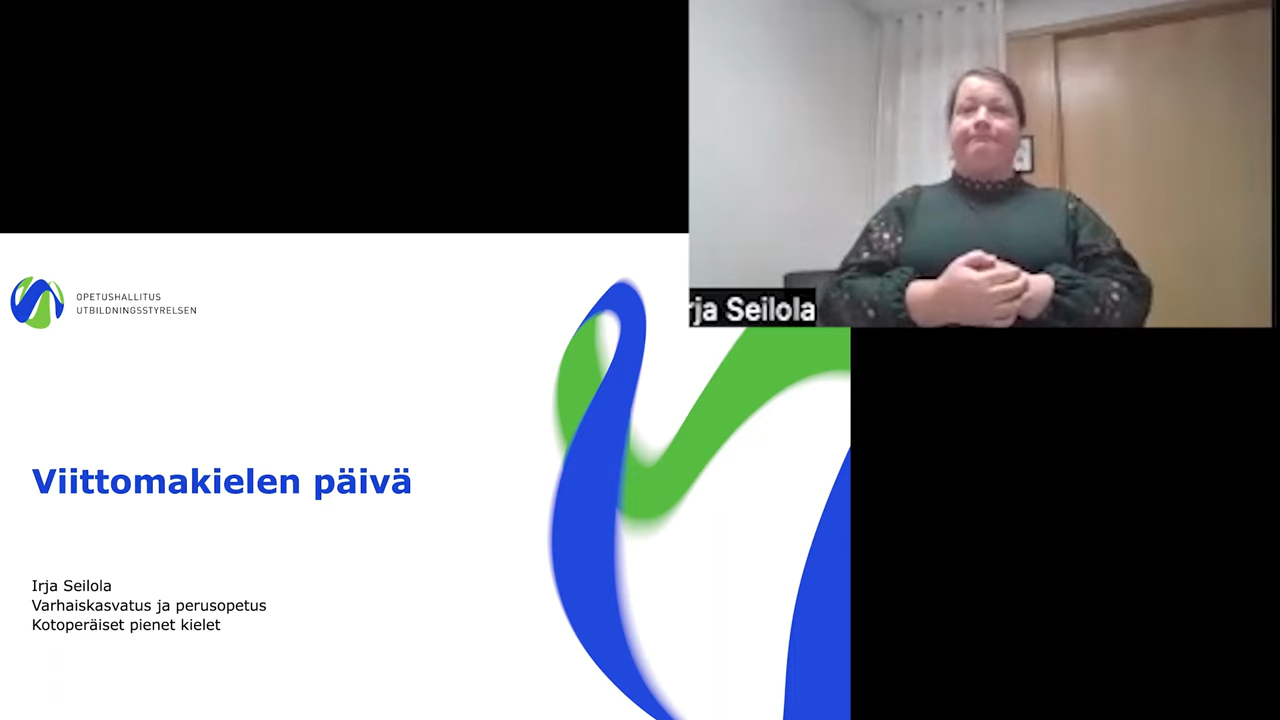 rja Seilola
OPETUSHALLITUS
UTBILDNINGSSTYRELSEN
Viittomakielen päivä
Irja Seilola
Varhaiskasvatus ja perusopetus
Kotoperäiset pienet kielet